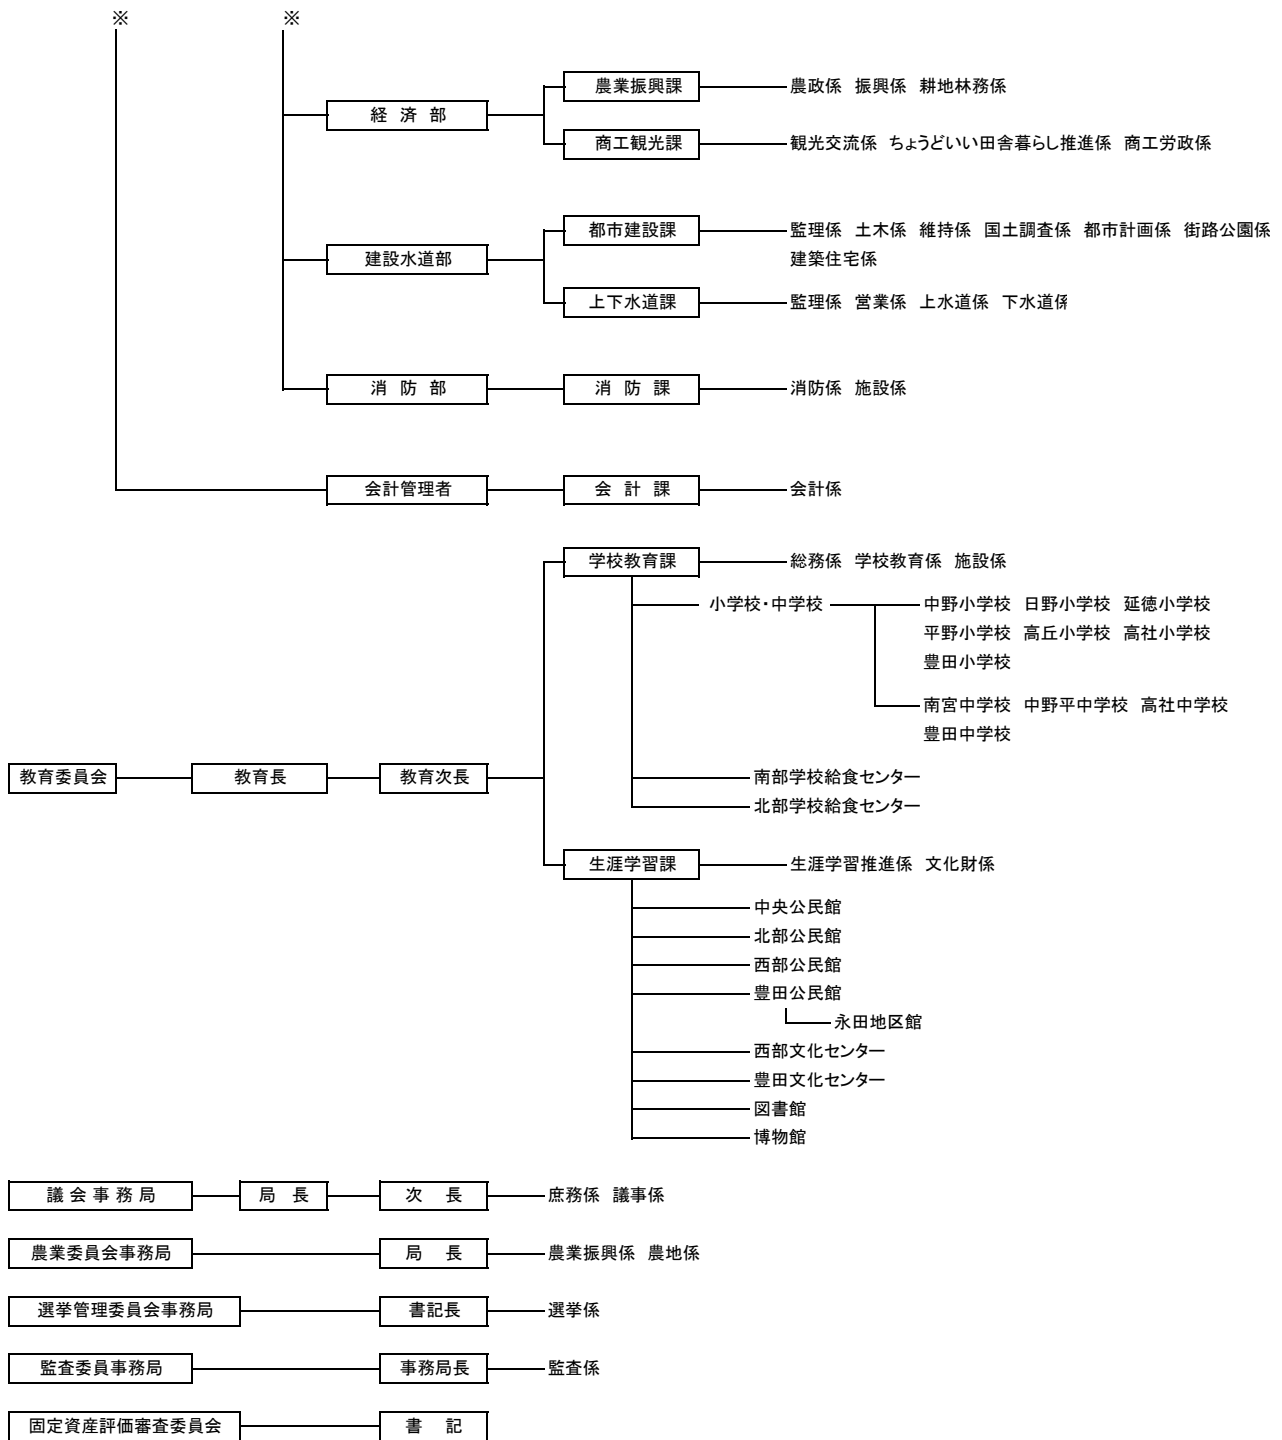 ※ ※
農業振興課 農政係 振興係 耕地林務係
経済部
商工観光課 観光交流係 ちょうどいい田舎暮らし推進係 商工労政係
都市建設課 監理係 土木係 維持係 国土調査係 都市計画係 街路公園係
建設水道部 建築住宅係
上下水道課 監理係 営業係 上水道係 下水道係
消防部 消防課 消防係 施設係
会計管理者 会計課 会計係
学校教育課 総務係 学校教育係 施設係
小学校・中学校 中野小学校 日野小学校 延徳小学校
平野小学校 高丘小学校 高社小学校
豊田小学校
南宮中学校 中野平中学校 高社中学校
豊田中学校
教育委員会 教育長 教育次長 南部学校給食センター
北部学校給食センター
生涯学習課 生涯学習推進係 文化財係
中央公民館
北部公民館
西部公民館
豊田公民館
永田地区館
西部文化センター
豊田文化センター
図書館
博物館
議会事務局 局長 次長 庶務係 議事係
農業委員会事務局 局長 農業振興係 農地係
選挙管理委員会事務局 書記長 選挙係
監査委員事務局 事務局長 監査係
固定資産評価審査委員会 書記